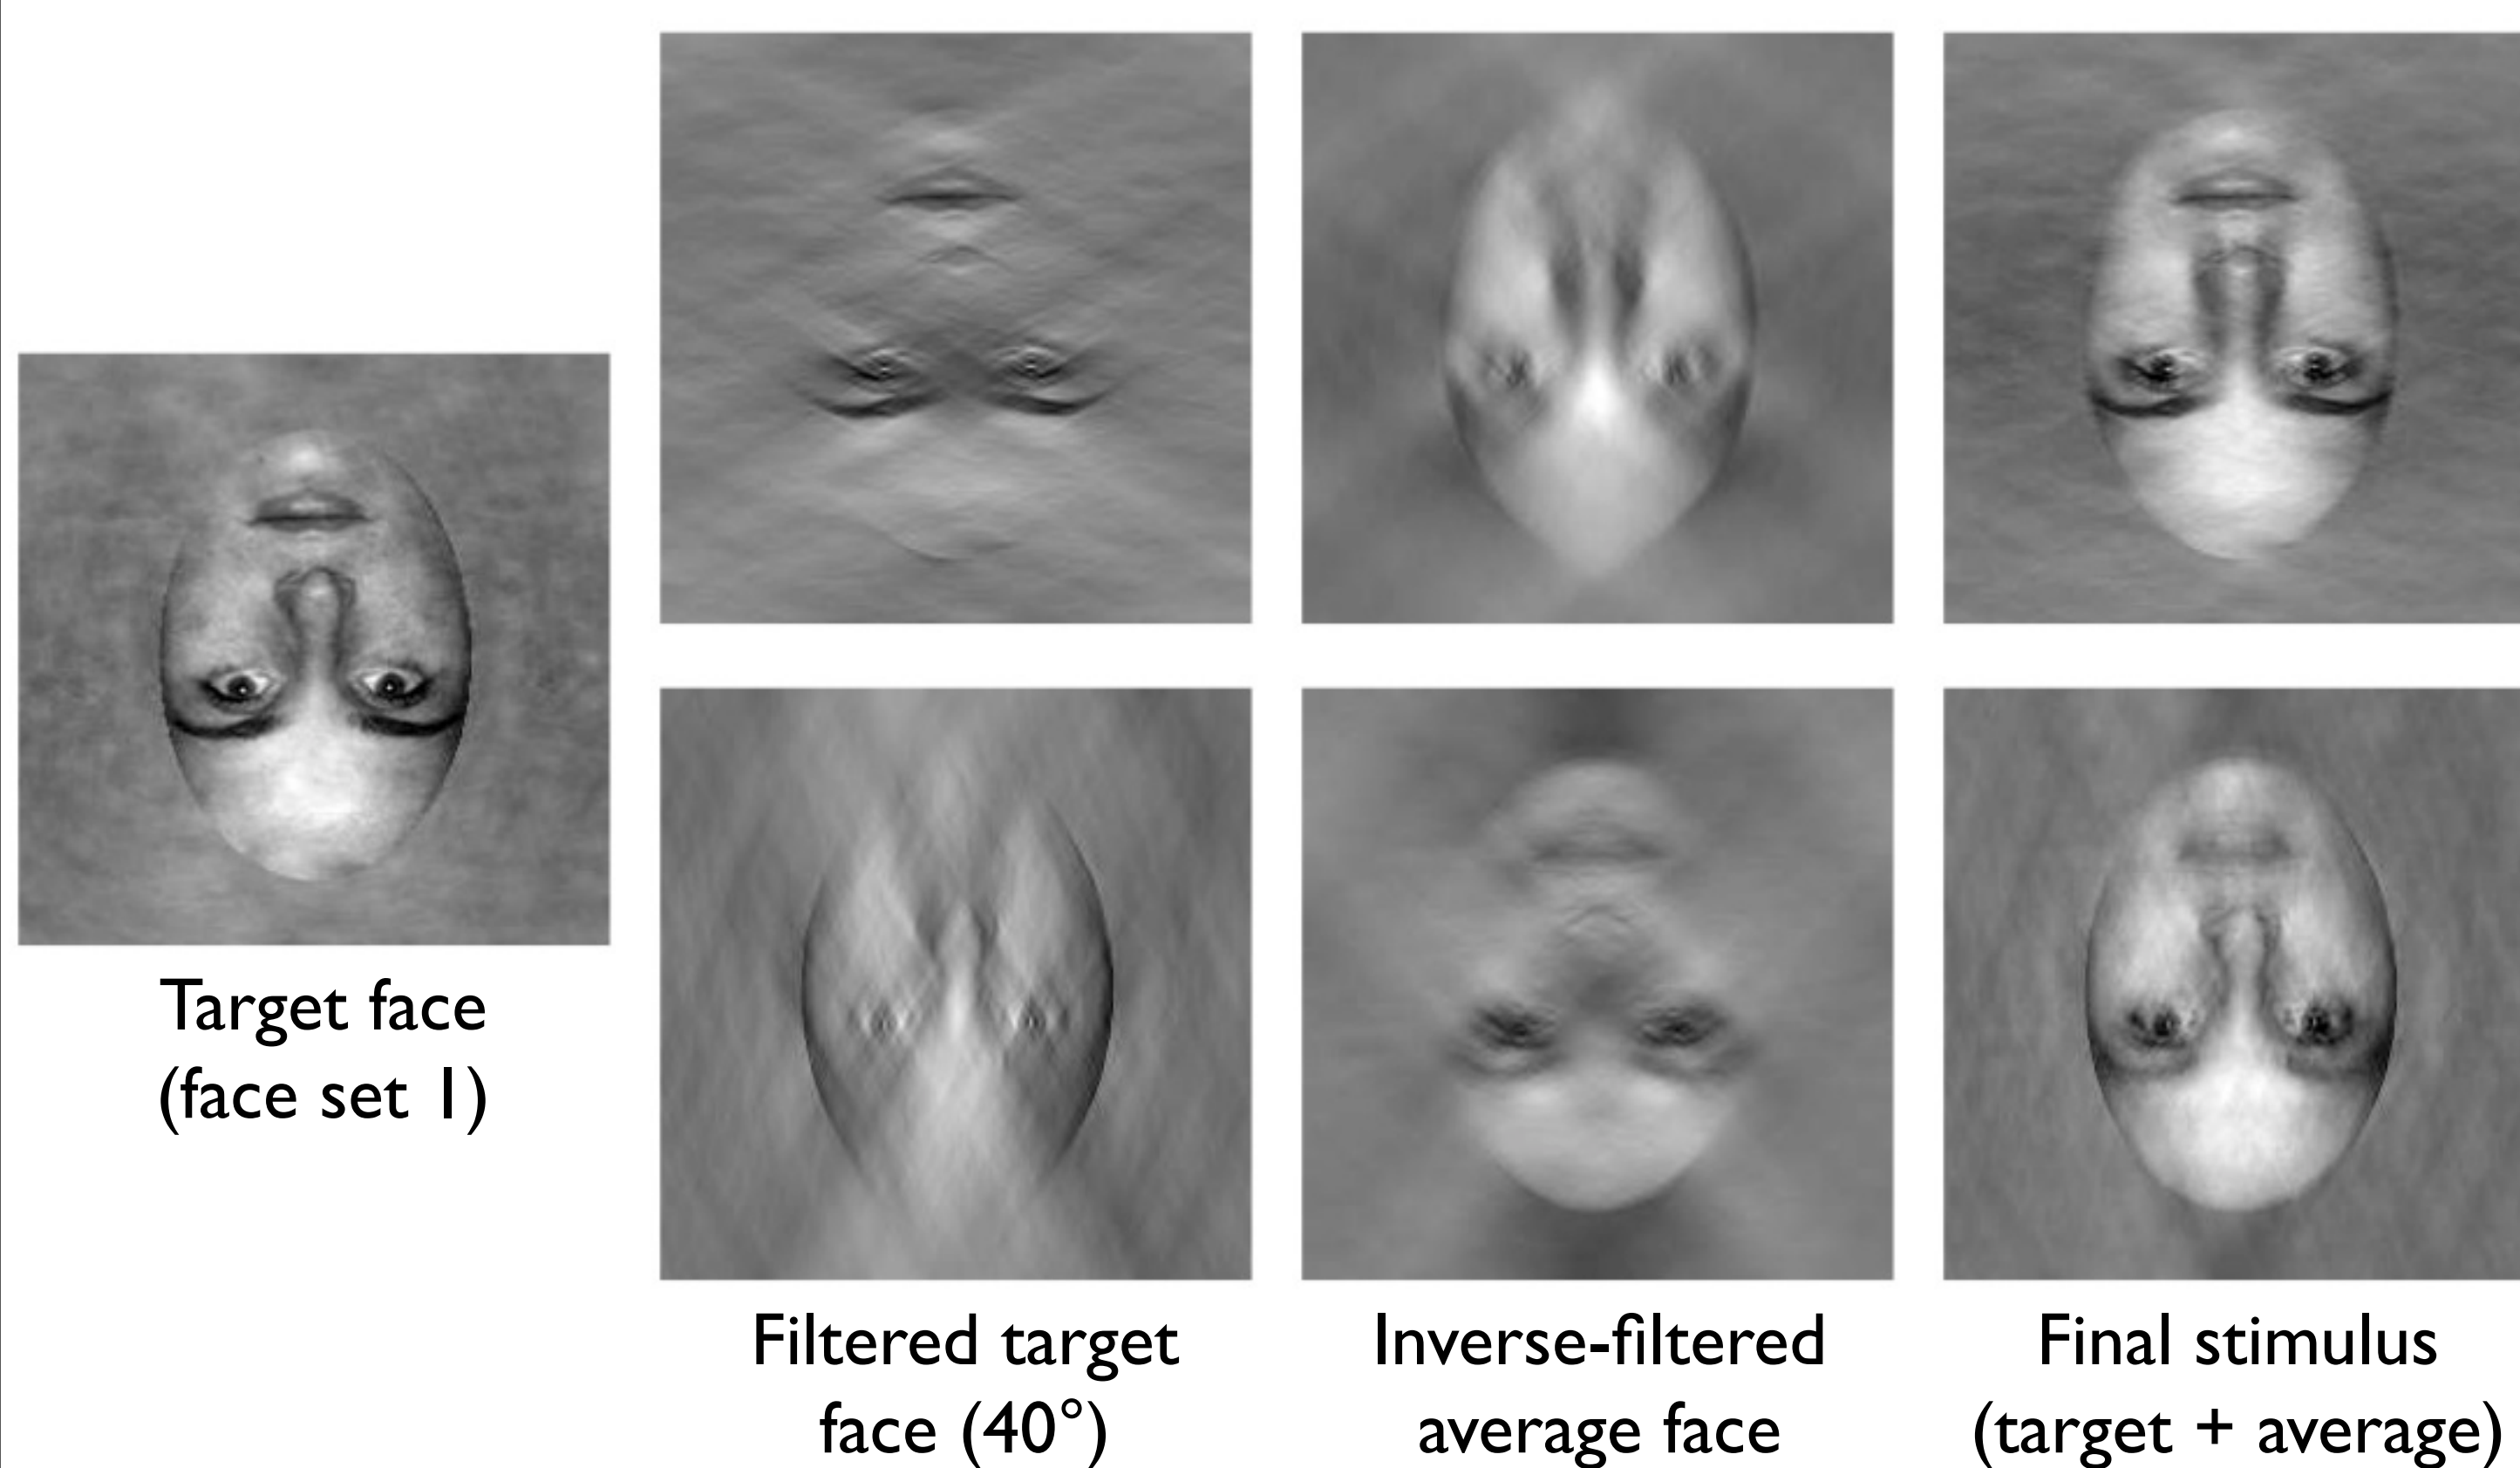 Target face
(face set 1)
Filtered target
face (40°)
Inverse-filtered
average face
Final stimulus
(target + average)